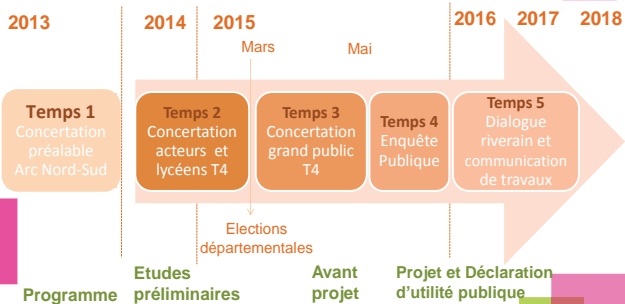 2013
2014
2015
2016
2017
2018
Mars
Mai
Temps 1
Concertation
préalable
Arc Nord-Sud
Temps 2
Concertation
acteurs et
lycéens T4
Temps 3
Concertation
grand public
T4
Temps 4
Enquête
Publique
Temps 5
Dialogue
riverain et
communication
de travaux
Elections
départementales
Programme
Etudes
préliminaires
Avant
projet
Projet et Déclaration
d'utilité publique